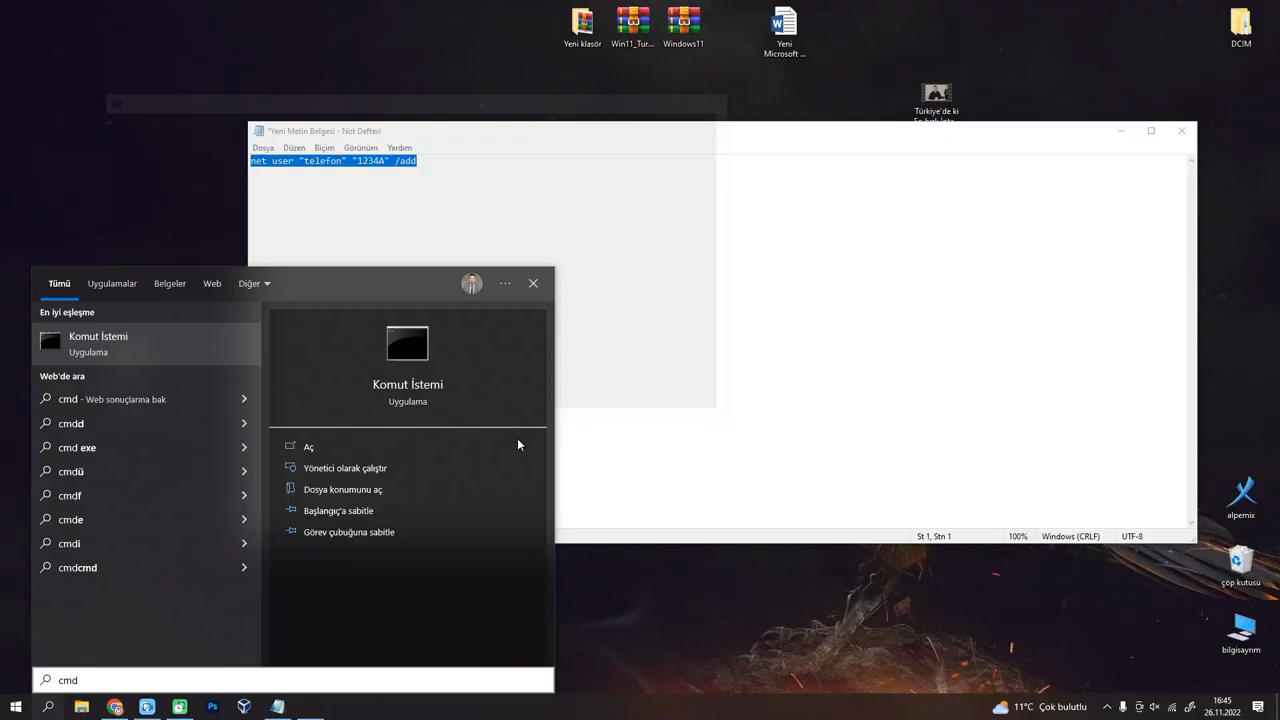 Yeni klasör
Win11_Tur...
Windows11
Yeni
Microsoft ...
DCIM
Türkiye'de ki
*Yeni Metin Belgesi - Not Defteri
Dosya Düzen Biçim Görünüm Yardım
net user "telefon" "1234A" /add
Tümü Uygulamalar Belgeler Web Diğer
En iyi eşleşme
Komut İstemi
Uygulama
Web'de ara
cmd - Web sonuçlarına bak
cmdd
cmd exe
cmdü
cmdf
cmde
cmdi
cmdcmd
Komut İstemi
Uygulama
Aç
Yönetici olarak çalıştır
Dosya konumunu aç
Başlangıç'a sabitle
Görev çubuğuna sabitle
St 1, Stn 1 100% Windows (CRLF) UTF-8
alpemix
çöp kutusu
bilgisayrım
cmd
11°C Çok bulutlu
16:45
26.11.2022